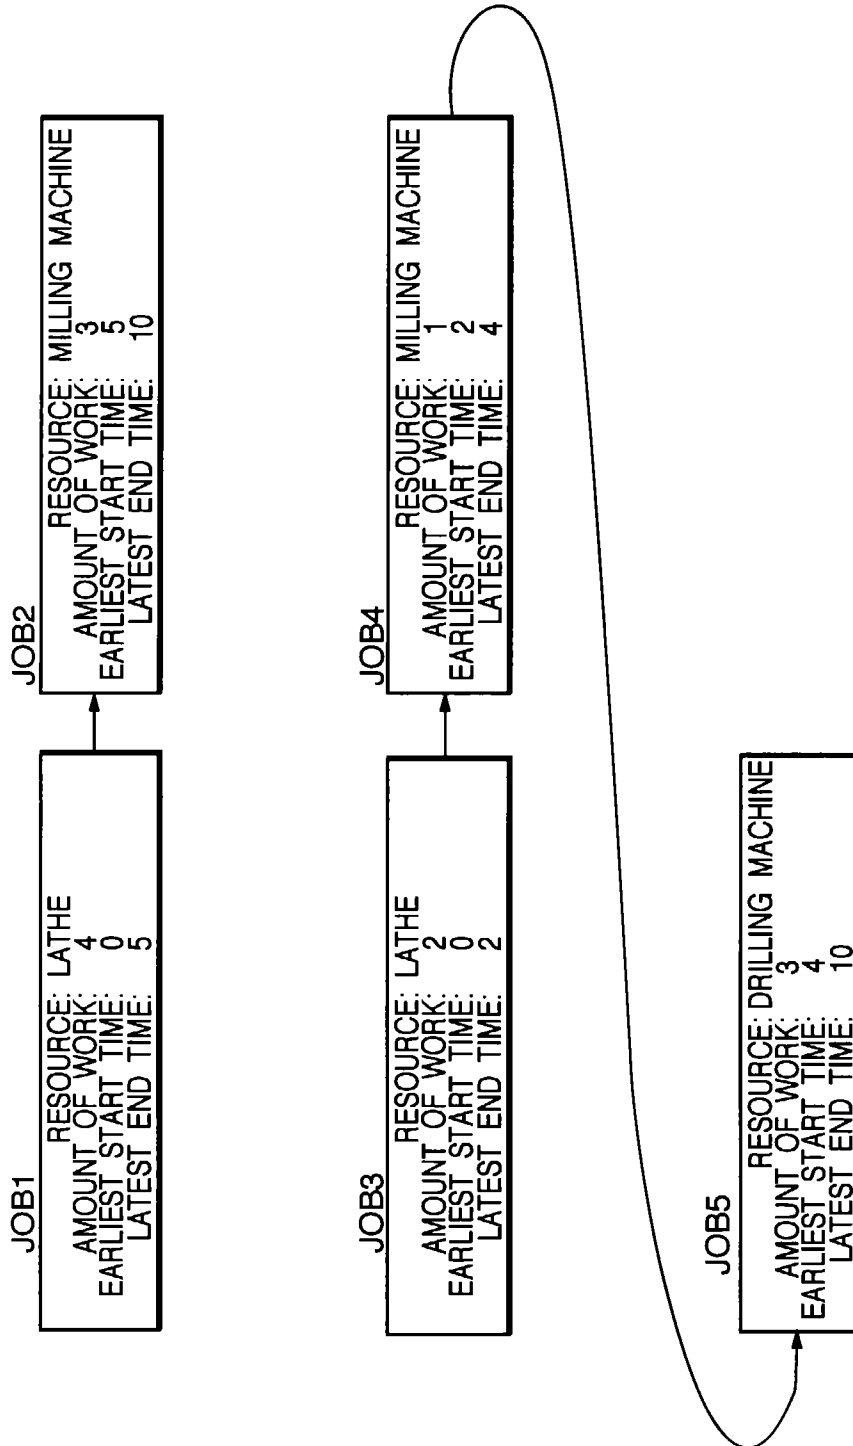 JOB1
RESOURCE: LATHE
AMOUNT OF WORK: 4
EARLIEST START TIME: 0
LATEST END TIME: 5
JOB2
RESOURCE: MILLING MACHINE
AMOUNT OF WORK: 3
EARLIEST START TIME: 5
LATEST END TIME: 10
JOB3
RESOURCE: LATHE
AMOUNT OF WORK: 2
EARLIEST START TIME: 0
LATEST END TIME: 2
JOB4
RESOURCE: MILLING MACHINE
AMOUNT OF WORK: 1
EARLIEST START TIME: 2
LATEST END TIME: 4
JOB5
RESOURCE: DRILLING MACHINE
AMOUNT OF WORK: 3
EARLIEST START TIME: 4
LATEST END TIME: 10